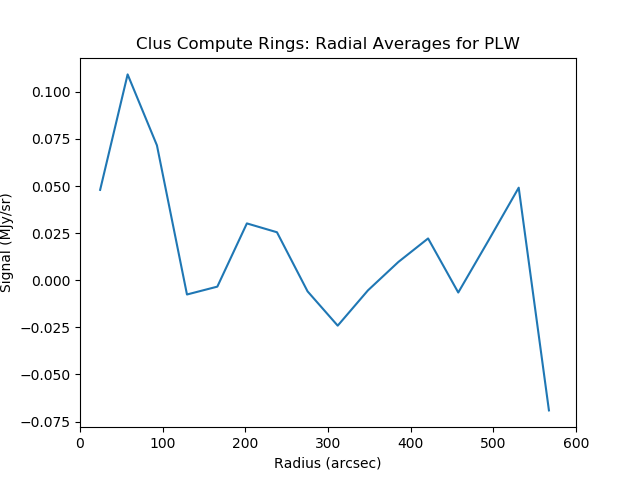 Clus Compute Rings: Radial Averages for PLW
0.100
0.075
0.050
0.025
0.000
−0.025
−0.050
−0.075
Signal (MJy/sr)
0 100 200 300 400 500 600
Radius (arcsec)